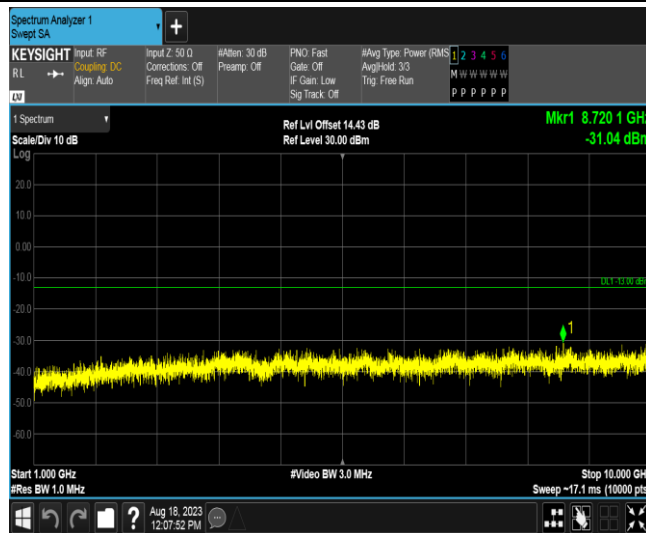 Spectrum Analyzer 1
Swept SA
KEYSIGHT
RL
Input: RF
Coupling: DC
Align: Auto
Input Z: 50 Ω
Corrections: Off
Freq Ref: Int (S)
#Atten: 30 dB
Preamp: Off
PNO: Fast
Gate: Off
IF Gain: Low
Sig Track: Off
#Avg Type: Power (RMS
Avg|Hold: 3/3
Trig: Free Run
1 2 3 4 5 6
M W W W W W
P P P P P P
1 Spectrum
Scale/Div 10 dB
Log
Ref Lvl Offset 14.43 dB
Ref Level 30.00 dBm
Mkr1 8.720 1 GHz
-31.04 dBm
20.0
10.0
0.00
-10.0
DL1 -13.00 dBm
-20.0
-30.0
1
-40.0
-50.0
-60.0
Start 1.000 GHz
#Res BW 1.0 MHz
#Video BW 3.0 MHz
Stop 10.000 GHz
Sweep ~17.1 ms (10000 pts
?
Aug 18, 2023
12:07:52 PM